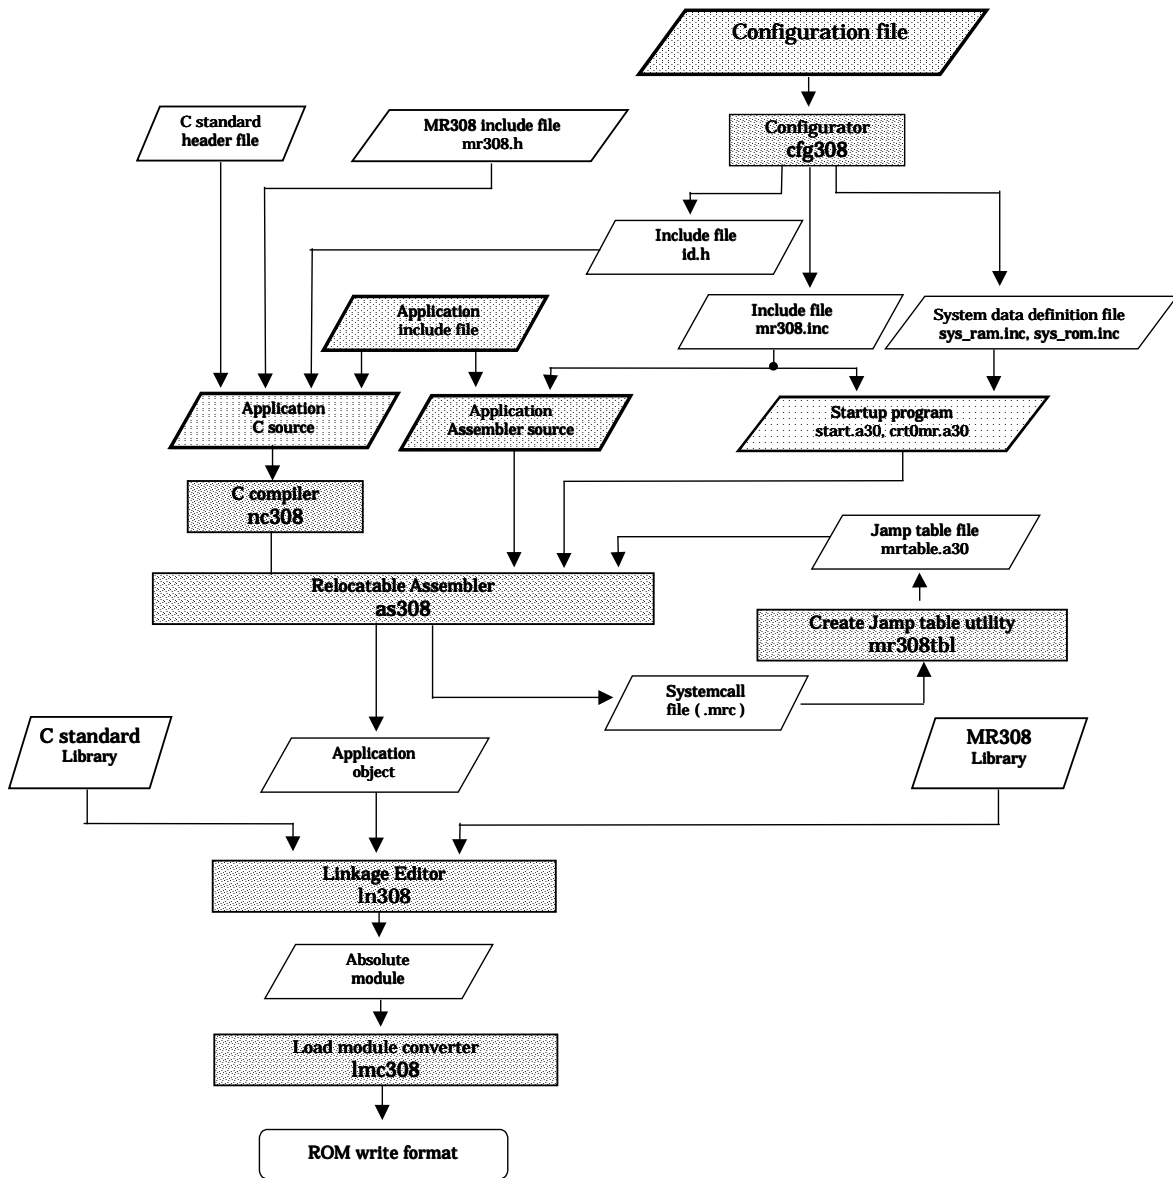 Configuration file
C standard
header file
MR308 include file
mr308.h
Configurator
cfg308
Include file
id.h
Application
include file
Include file
mr308.inc
System data definition file
sys_ram.inc, sys_rom.inc
Application
C source
Application
Assembler source
Startup program
start.a30, crt0mr.a30
C compiler
nc308
Jamp table file
mrtable.a30
Relocatable Assembler
as308
Create Jamp table utility
mr308tbl
Systemcall
file ( .mrc )
C standard
Library
Application
object
MR308
Library
Linkage Editor
ln308
Absolute
module
Load module converter
lmc308
ROM write format